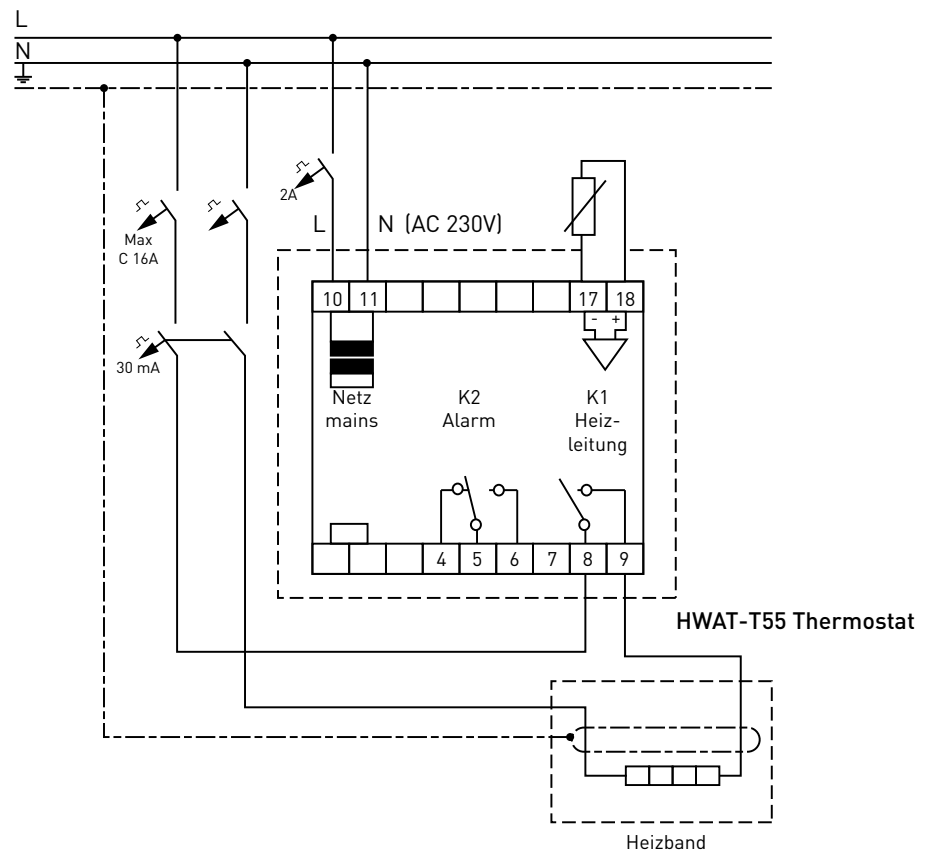 L
N
2A
L N (AC 230V)
Max
C 16A
30 mA
10 11 17 18
- +
Netz
mains
K2
Alarm
K1
Heiz-
leitung
4 5 6 7 8 9
HWAT-T55 Thermostat
Heizband